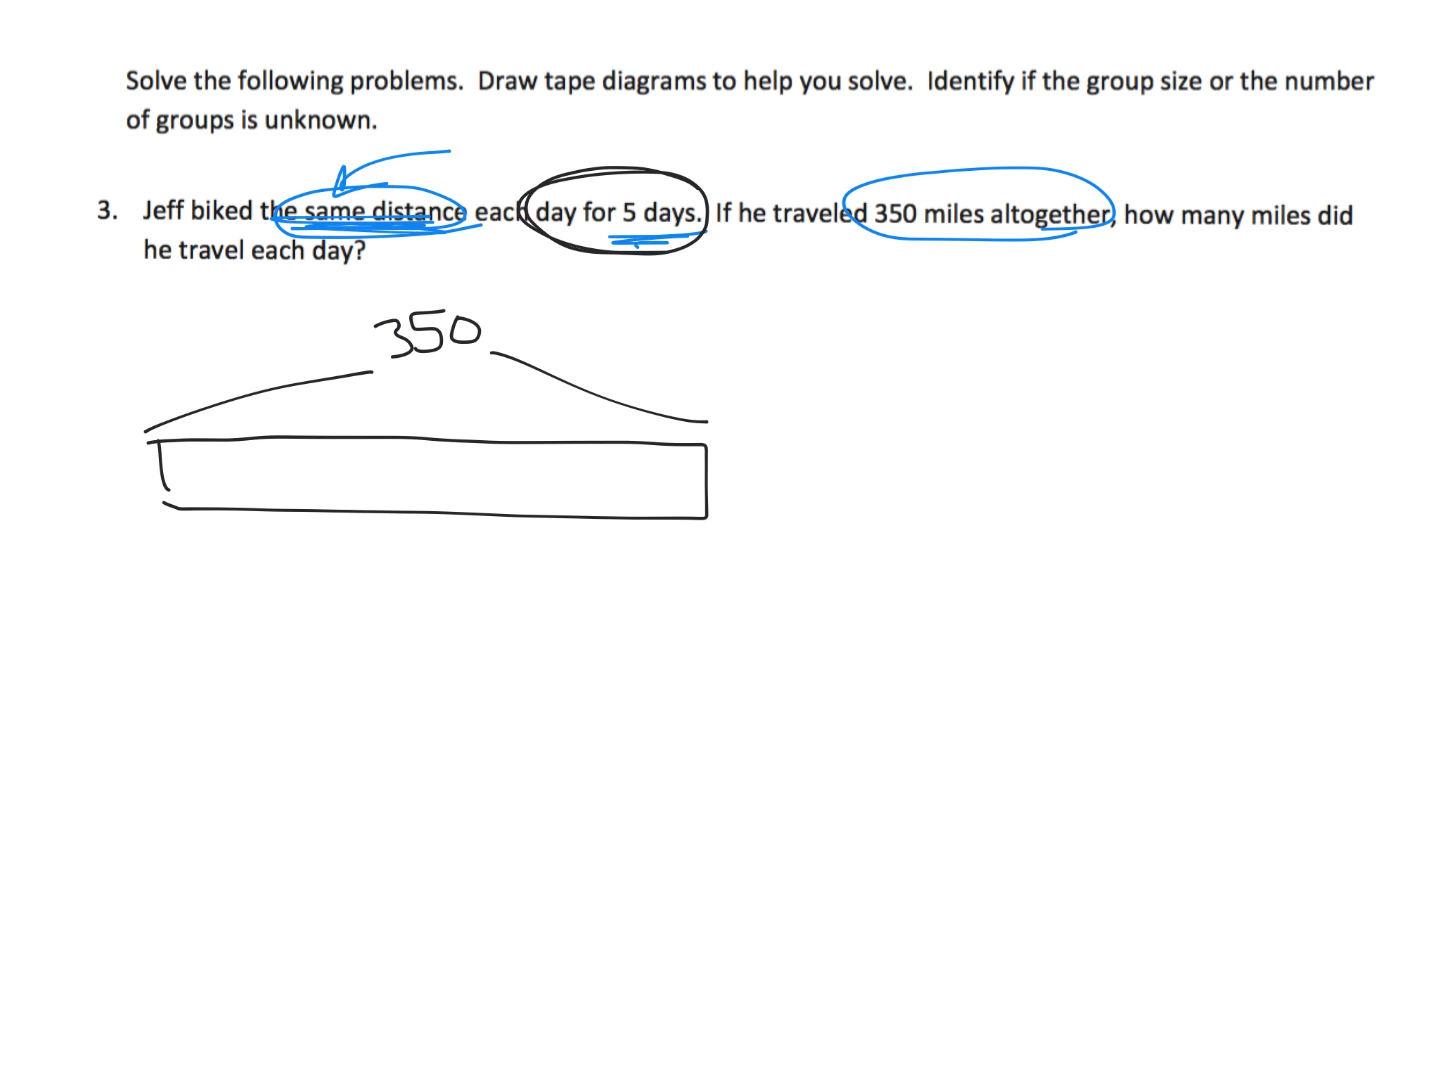 Solve the following problems.  Draw tape diagrams to help you solve.  Identify if the group size or the number
of groups is unknown.
3. Jeff biked the same distance each day for 5 days. If he traveled 350 miles altogether, how many miles did
he travel each day?
350